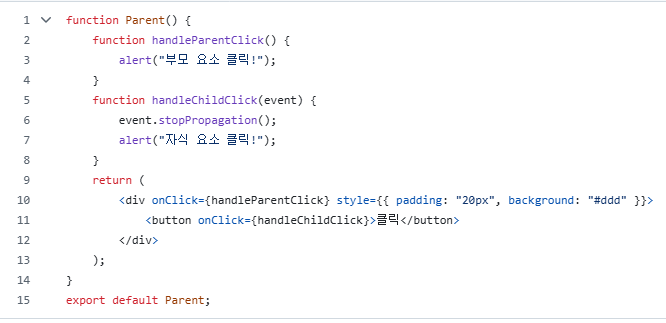 1 function Parent() {
2     function handleParentClick() {
3         alert("부모 요소 클릭!");
4     }
5     function handleChildClick(event) {
6         event.stopPropagation();
7         alert("자식 요소 클릭!");
8     }
9     return (
10         <div onClick={handleParentClick} style={{ padding: "20px", background: "#ddd" }}>
11             <button onClick={handleChildClick}>클릭</button>
12         </div>
13     );
14 }
15 export default Parent;